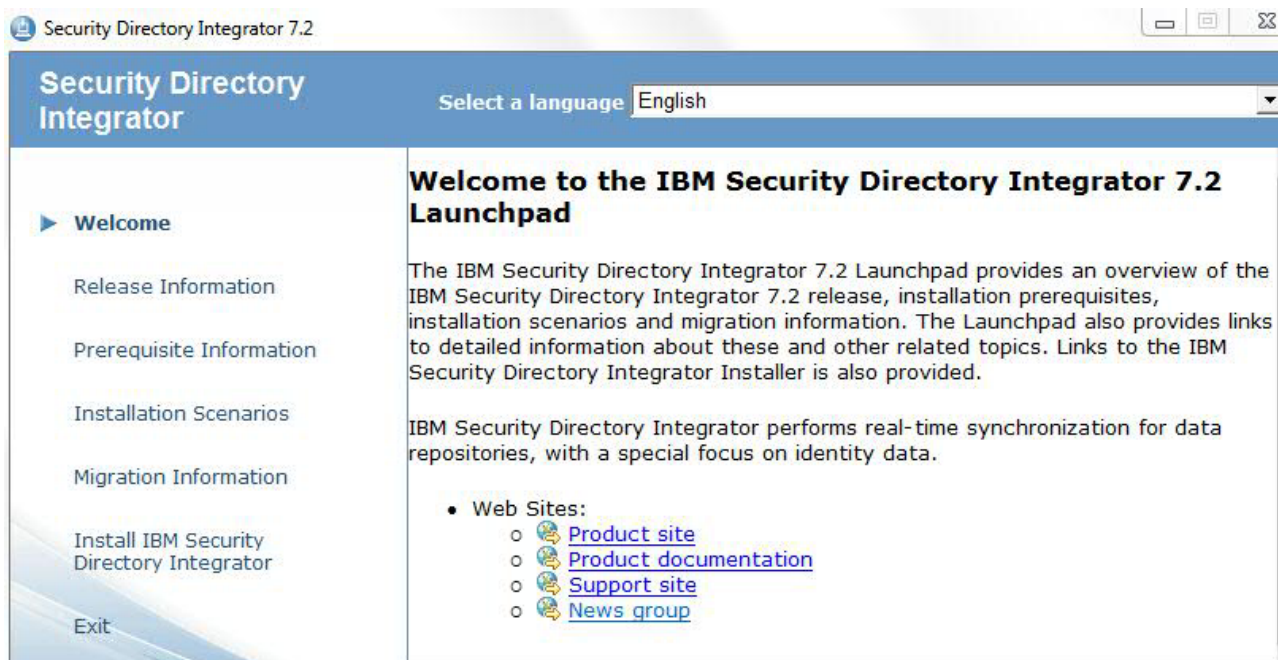 Security Directory Integrator 7.2
Security Directory
Integrator
Select a language English
Welcome
Release Information
Prerequisite Information
Installation Scenarios
Migration Information
Install IBM Security
Directory Integrator
Exit
Welcome to the IBM Security Directory Integrator 7.2
Launchpad
The IBM Security Directory Integrator 7.2 Launchpad provides an overview of the
IBM Security Directory Integrator 7.2 release, installation prerequisites,
installation scenarios and migration information. The Launchpad also provides links
to detailed information about these and other related topics. Links to the IBM
Security Directory Integrator Installer is also provided.
IBM Security Directory Integrator performs real-time synchronization for data
repositories, with a special focus on identity data.
• Web Sites:
o Product site
o Product documentation
o Support site
o News group